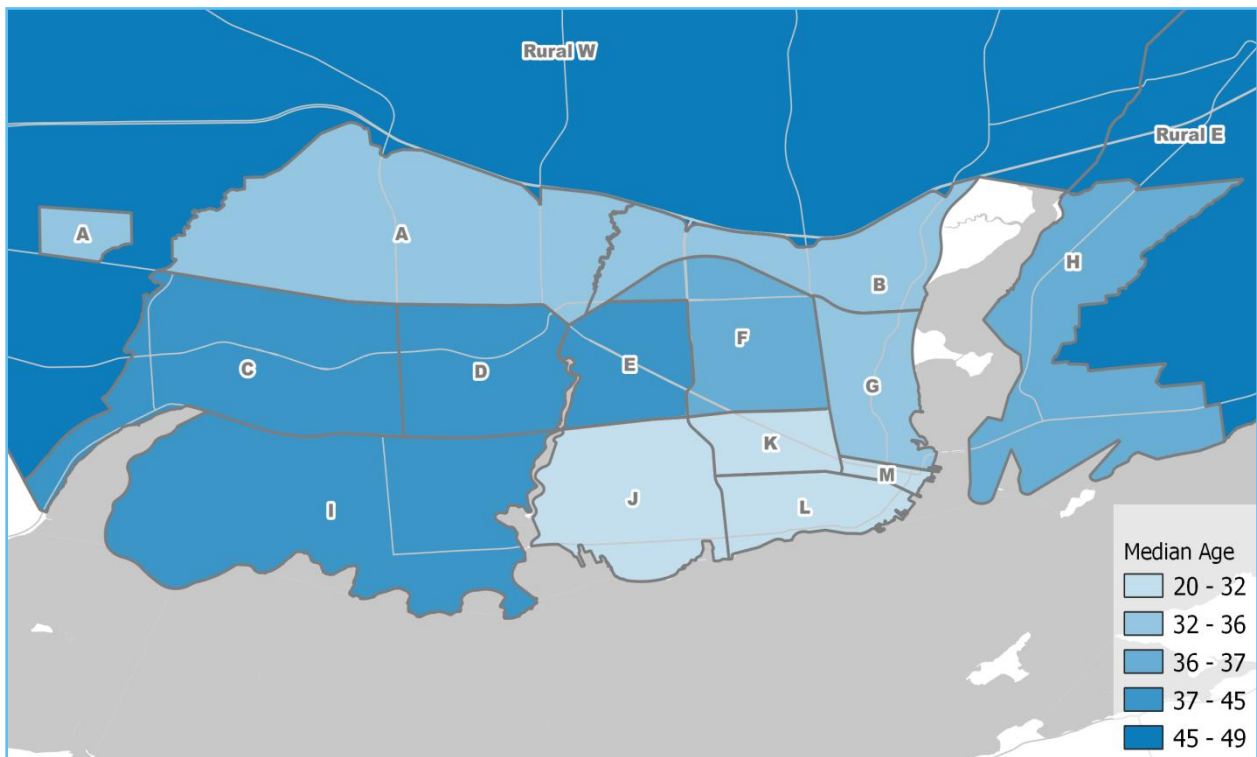 Rural W
Rural E
A
A
H
B
F
C
D
E
G
K
M
I
J
L
Median Age
20 - 32
32 - 36
36 - 37
37 - 45
45 - 49